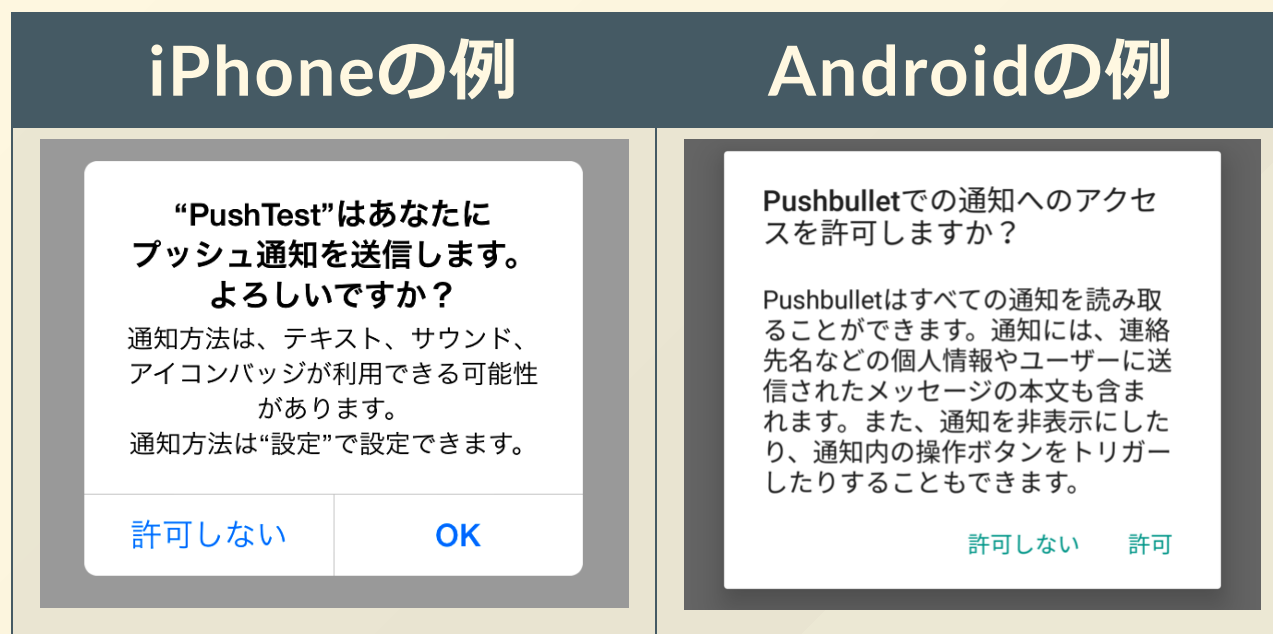 iPhoneの例
Androidの例
“PushTest”はあなたに
プッシュ通知を送信します。
よろしいですか？
通知方法は、テキスト、サウンド、
アイコンバッジが利用できる可能性
があります。
通知方法は“設定”で設定できます。
許可しない
OK
Pushbulletでの通知へのアクセ
スを許可しますか？
Pushbulletはすべての通知を読み取
ることができます。通知には、連絡
先名などの個人情報やユーザーに送
信されたメッセージの本文も含ま
れます。また、通知を非表示にした
り、通知内の操作ボタンをトリガー
したりすることもできます。
許可しない
許可